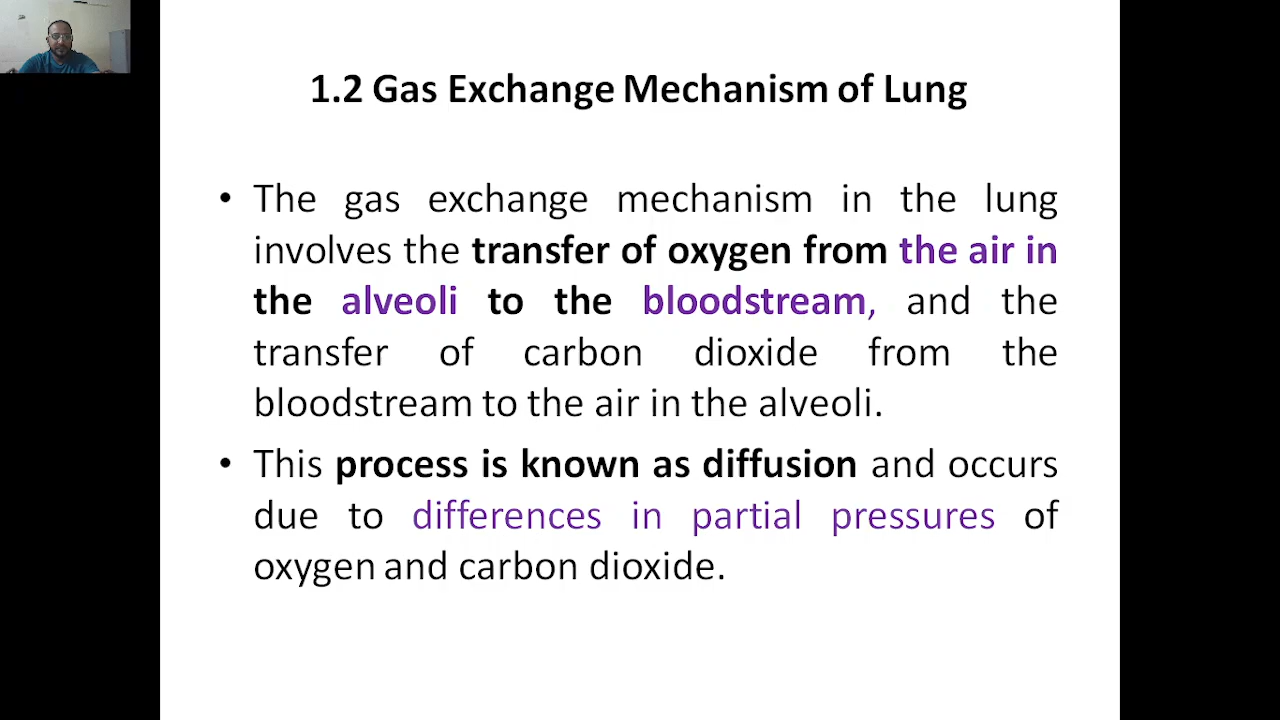 1.2 Gas Exchange Mechanism of Lung
• The gas exchange mechanism in the lung
involves the transfer of oxygen from the air in
the alveoli to the bloodstream, and the
transfer of carbon dioxide from the
bloodstream to the air in the alveoli.
• This process is known as diffusion and occurs
due to differences in partial pressures of
oxygen and carbon dioxide.